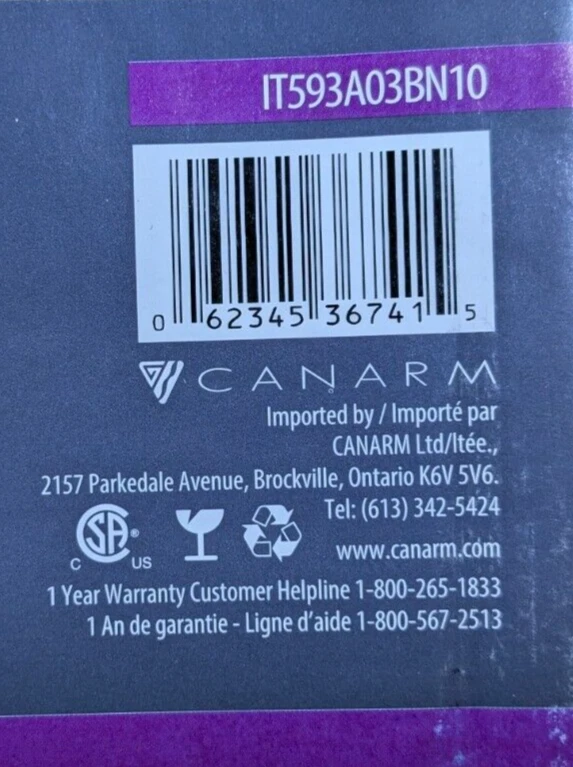 IT593A03BN10
0 62345 36741 5
CANARM
Imported by / Importé par
CANARM Ltd/ltée.,
2157 Parkedale Avenue, Brockville, Ontario K6V 5V6.
Tel: (613) 342-5424
C SA® US
www.canarm.com
1 Year Warranty Customer Helpline 1-800-265-1833
1 An de garantie - Ligne d'aide 1-800-567-2513